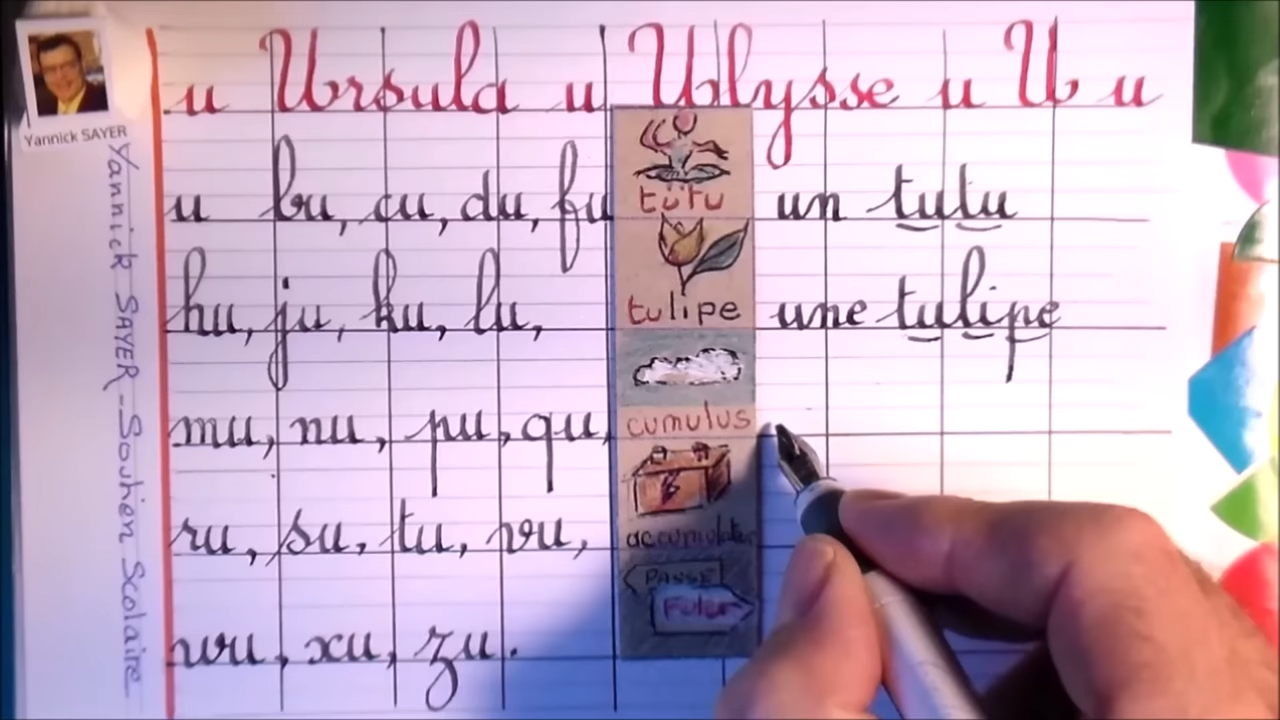 Yannick SAYER
Yannick SAYER - Soutien Scolaire
u Ursula u Ulysse u U u
u bu, cu, du, fu
hu, ju, ku, lu,
mu, nu, pu, qu,
ru, su, tu, vu,
wu, xu, zu.
tutu
tulipe
cumulus
PASSÉ
Futur
un tutu
une tulipe